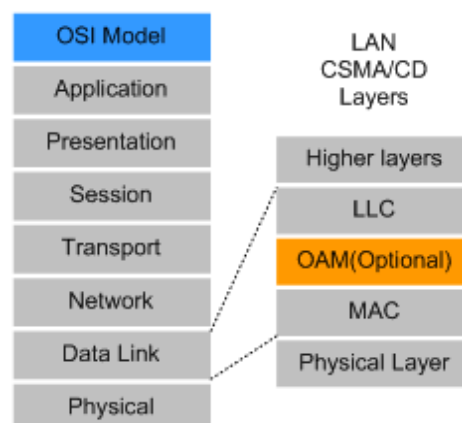 OSI Model
Application
Presentation
Session
Transport
Network
Data Link
Physical
LAN
CSMA/CD
Layers
Higher layers
LLC
OAM(Optional)
MAC
Physical Layer